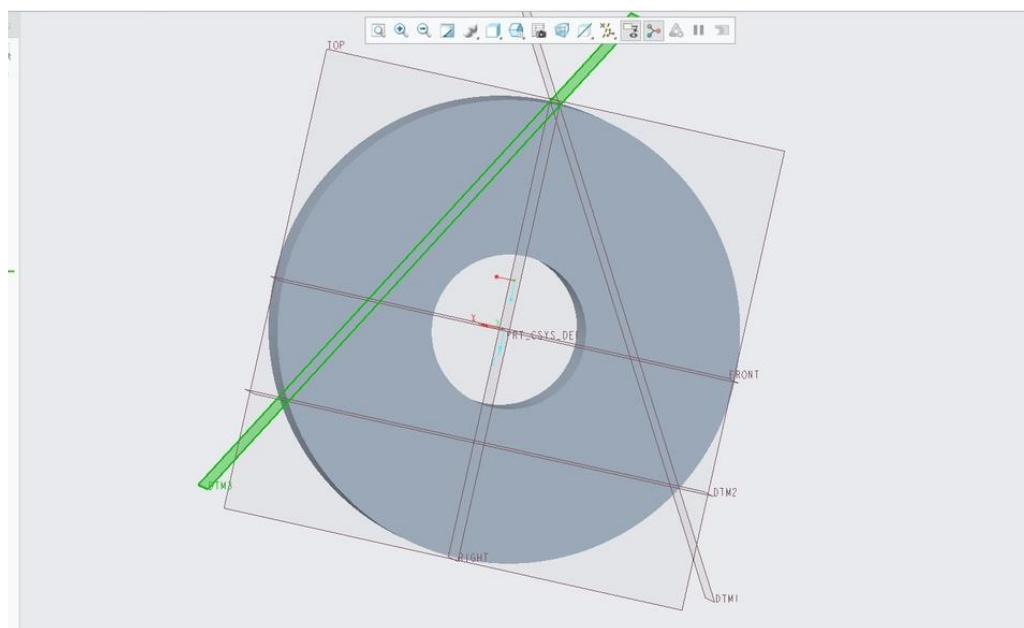 TOP
X
PRT_CSYS_DEF
FRONT
DTM3
DTM2
RIGHT
DTM1